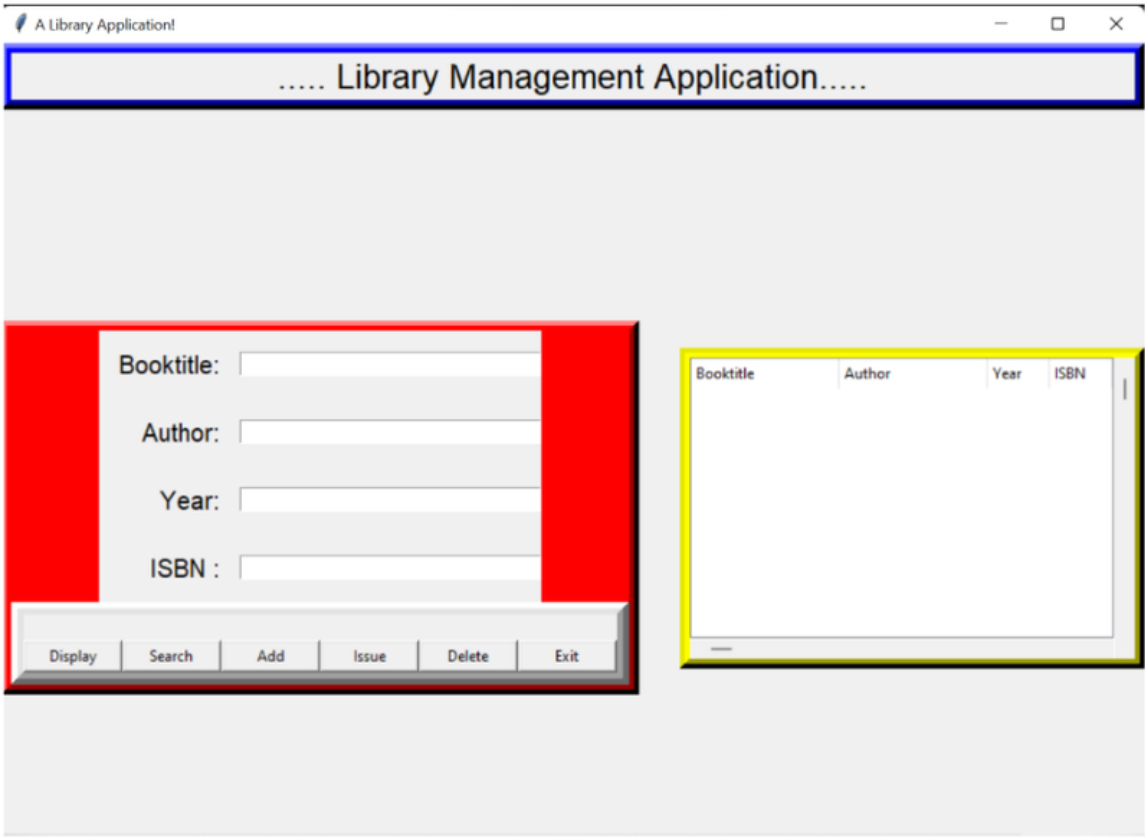 A Library Application!
..... Library Management Application.....
Booktitle:
Author:
Year:
ISBN :
Display Search Add Issue Delete Exit
Booktitle Author Year ISBN